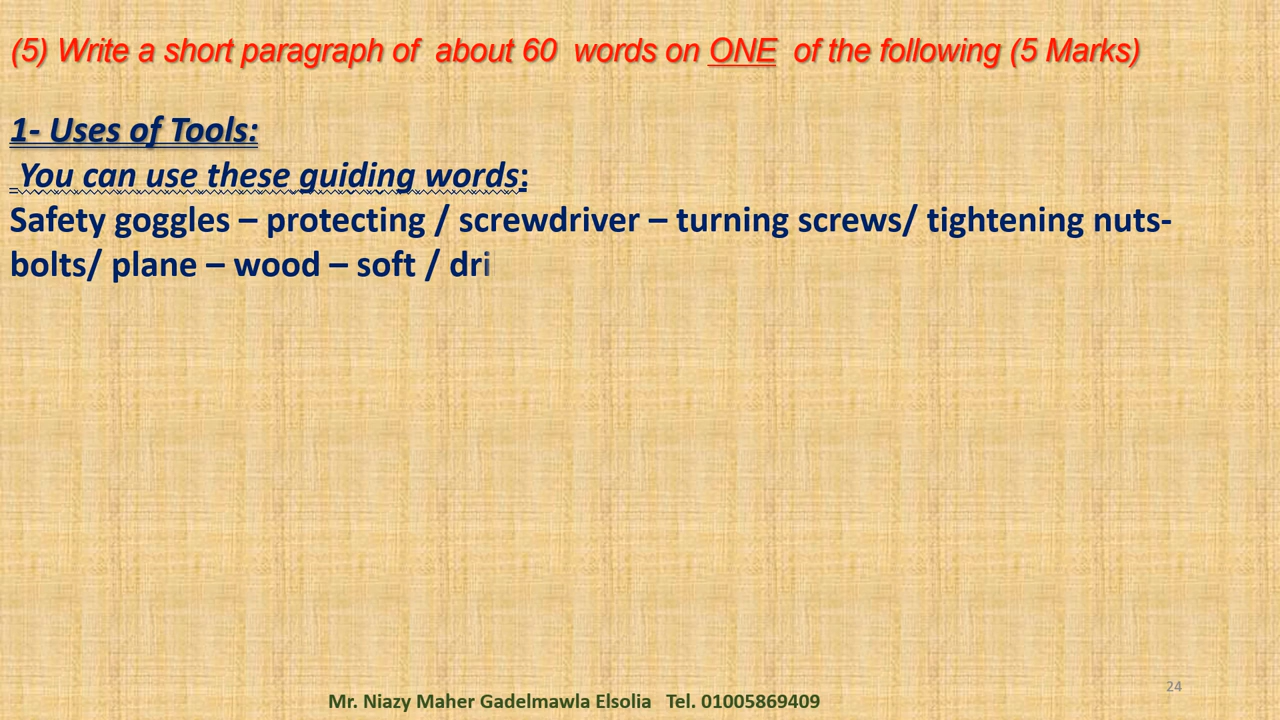 (5) Write a short paragraph of about 60 words on ONE of the following (5 Marks)
1- Uses of Tools:
You can use these guiding words:
Safety goggles – protecting / screwdriver – turning screws/ tightening nuts-
bolts/ plane – wood – soft / dri
24
Mr. Niazy Maher Gadelmawla Elsolia Tel. 01005869409